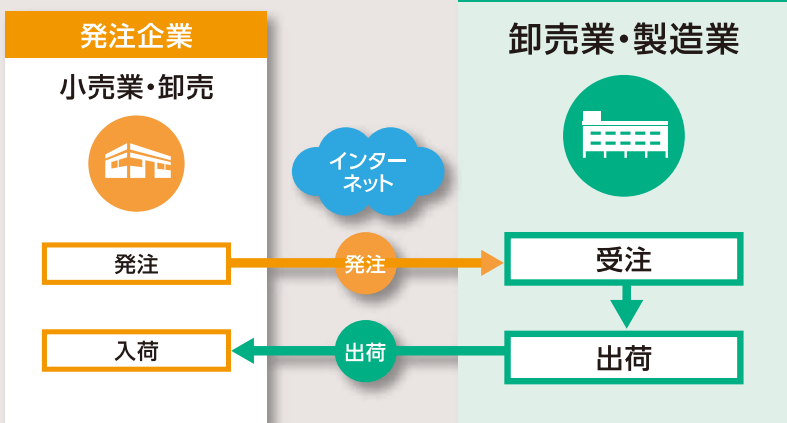 発注企業
小売業・卸売
卸売業・製造業
インター
ネット
発注
発注
受注
入荷
出荷
出荷